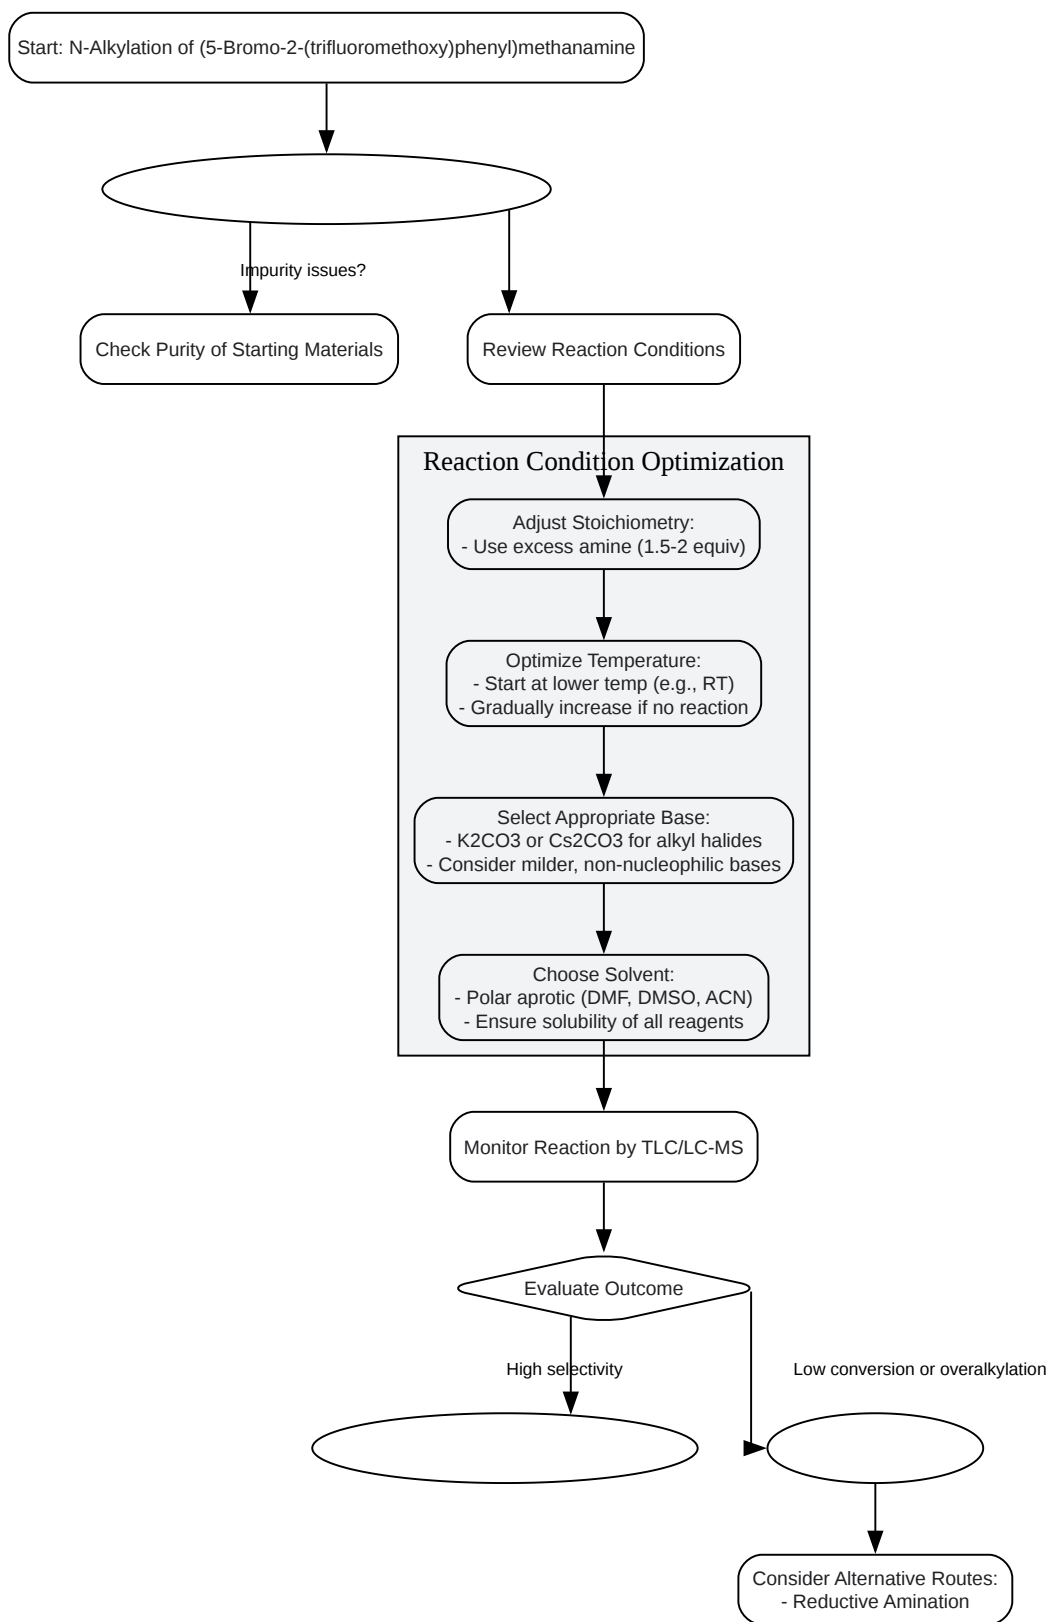 Start: N-Alkylation of (5-Bromo-2-(trifluoromethoxy)phenyl)methanamine
Impurity issues?
Check Purity of Starting Materials
Review Reaction Conditions
Reaction Condition Optimization
Adjust Stoichiometry:
- Use excess amine (1.5-2 equiv)
Optimize Temperature:
- Start at lower temp (e.g., RT)
- Gradually increase if no reaction
Select Appropriate Base:
- K2CO3 or Cs2CO3 for alkyl halides
- Consider milder, non-nucleophilic bases
Choose Solvent:
- Polar aprotic (DMF, DMSO, ACN)
- Ensure solubility of all reagents
Monitor Reaction by TLC/LC-MS
Evaluate Outcome
High selectivity
Low conversion or overalkylation
Consider Alternative Routes:
- Reductive Amination